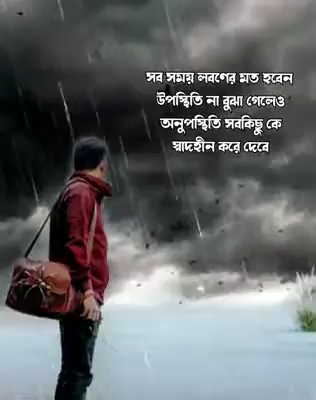 সব সময় লবণের মত হবেন
উপস্থিতি না বুঝা গেলেও
অনুপস্থিতি সবকিছু কে
স্বাদহীন করে দেবে